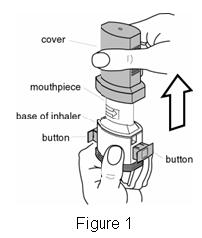 cover
mouthpiece
base of inhaler
button
button
Figure 1